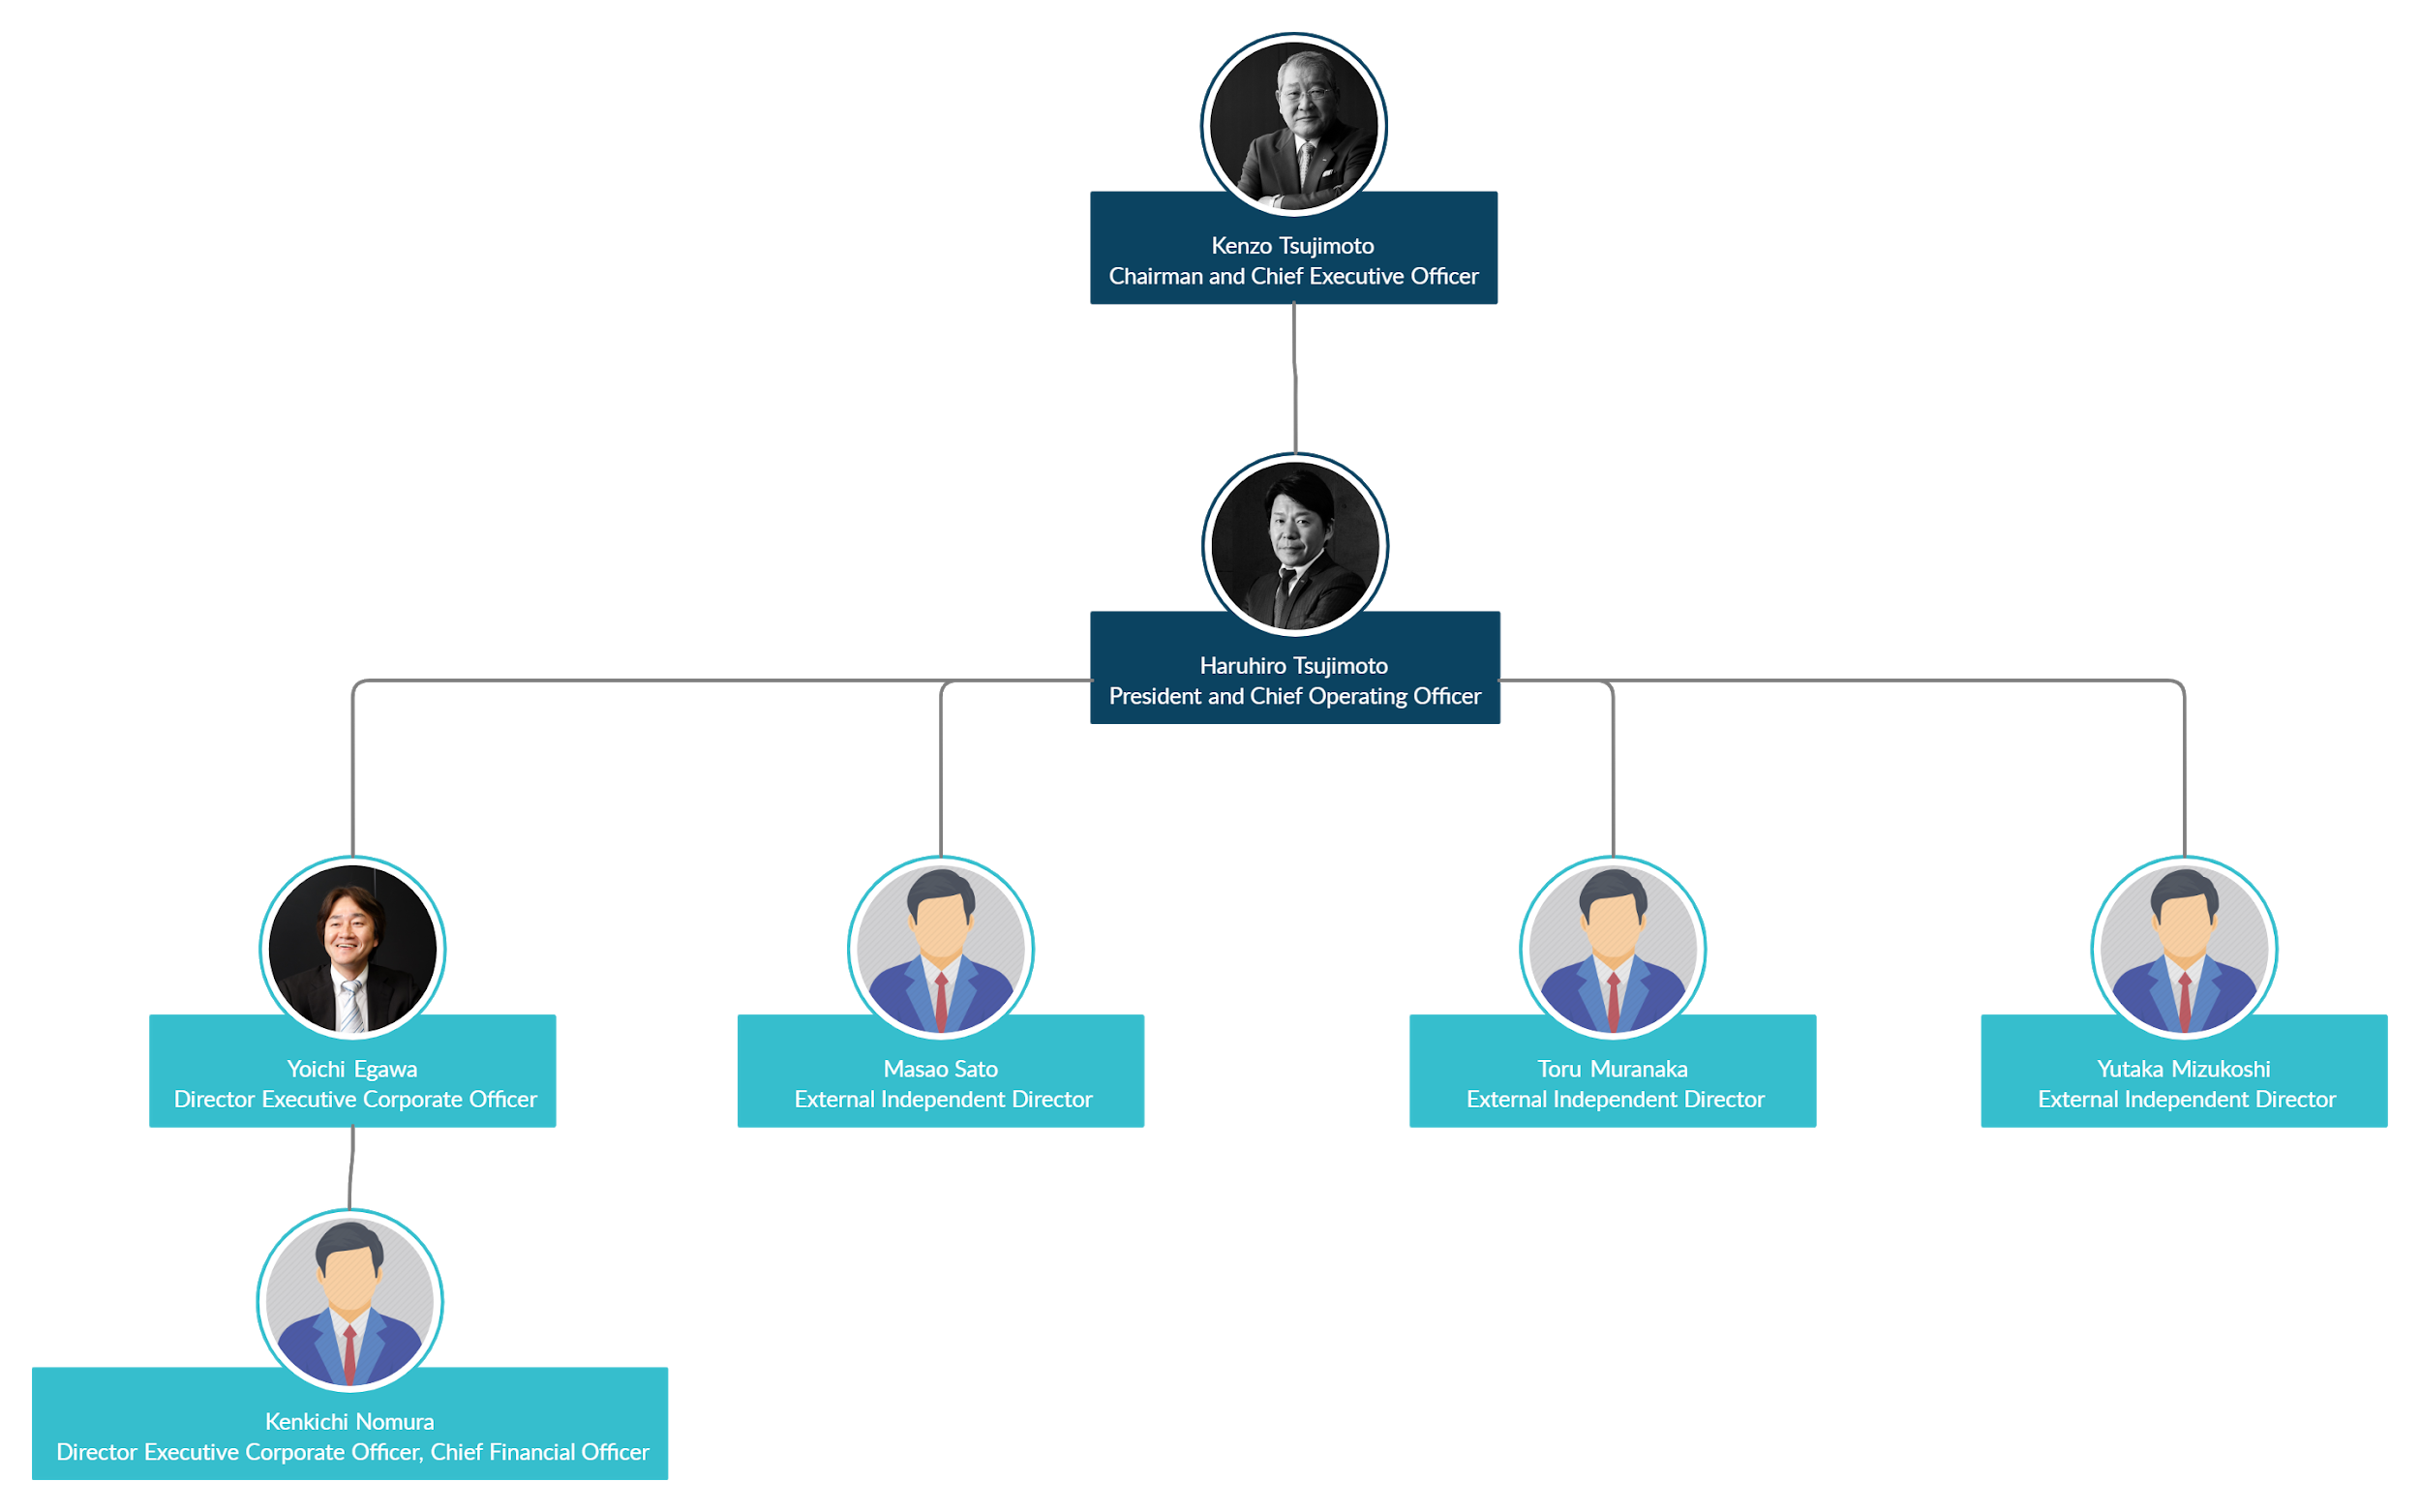 Kenzo Tsujimoto
Chairman and Chief Executive Officer
Haruhiro Tsujimoto
President and Chief Operating Officer
Yoichi Egawa
Director Executive Corporate Officer
Masao Sato
External Independent Director
Toru Muranaka
External Independent Director
Yutaka Mizukoshi
External Independent Director
Kenkichi Nomura
Director Executive Corporate Officer, Chief Financial Officer